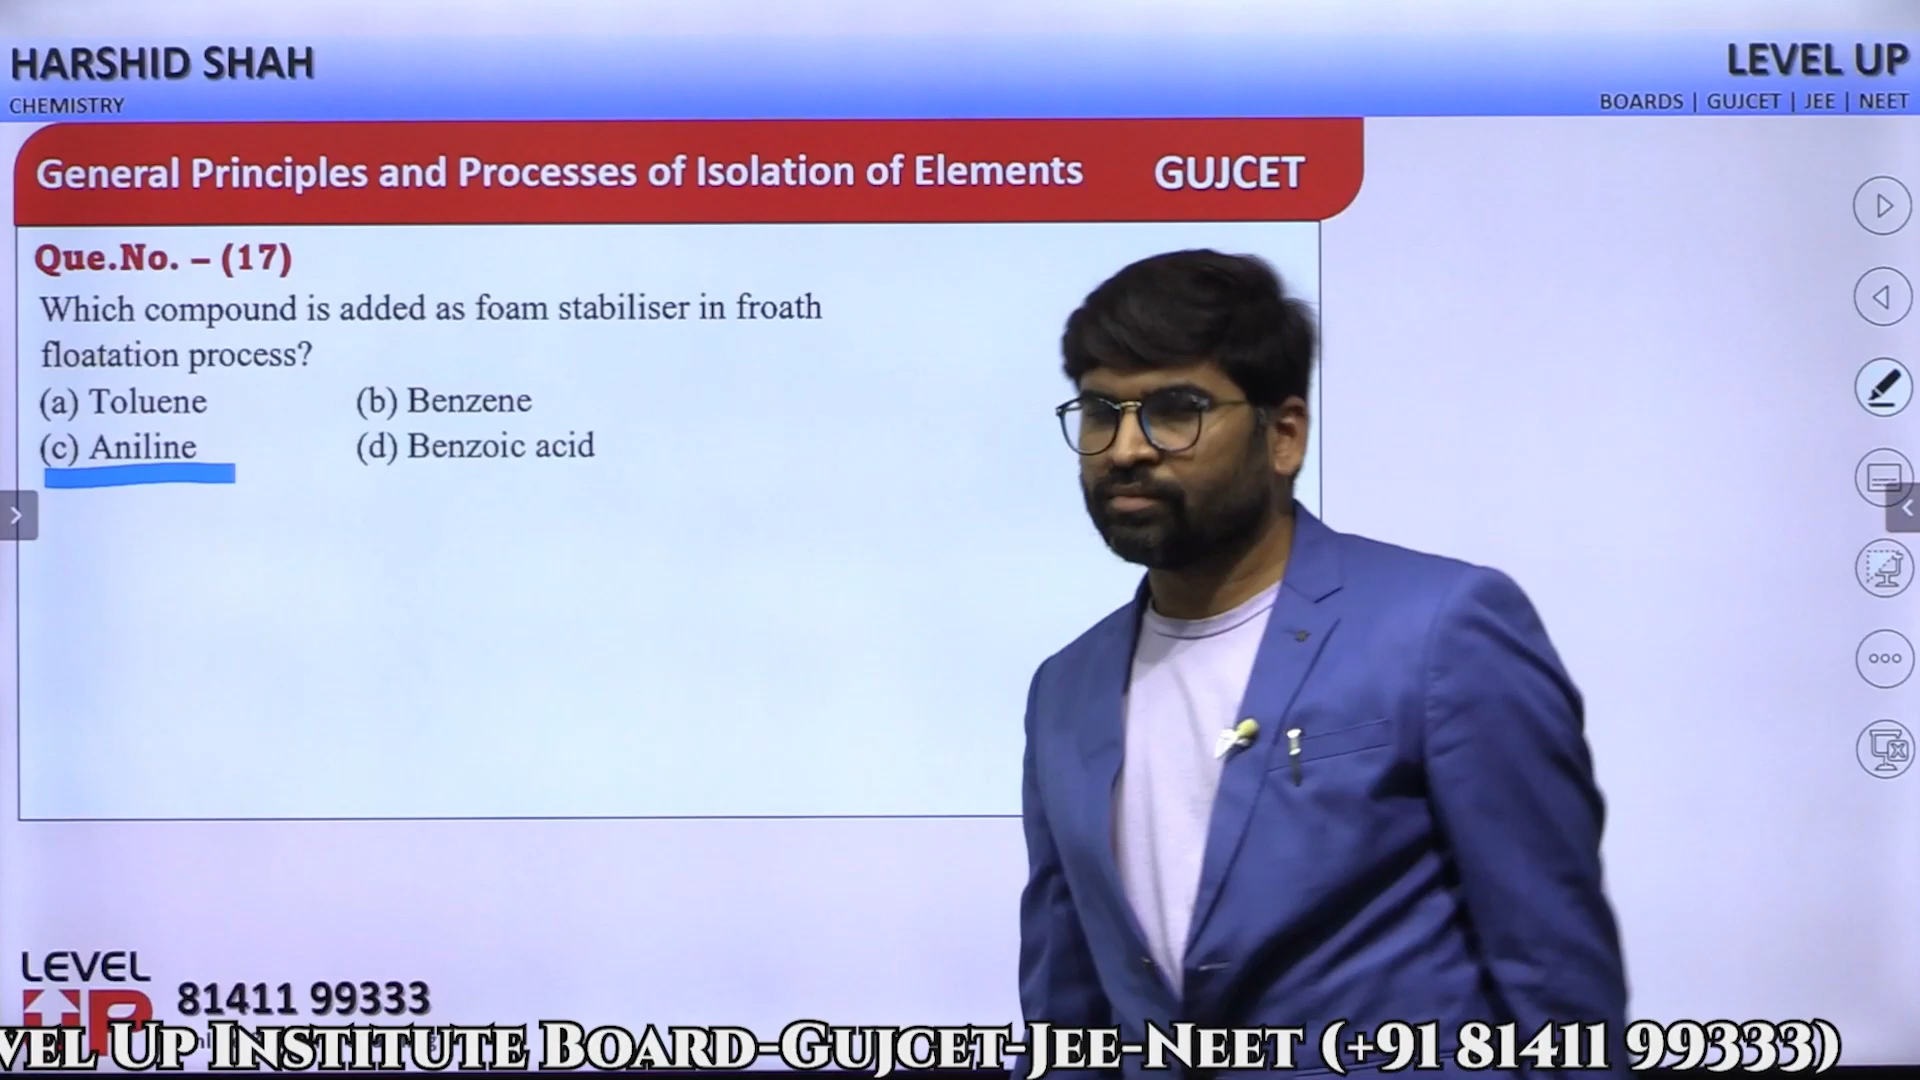 HARSHID SHAH
CHEMISTRY
LEVEL UP
BOARDS | GUJCET | JEE | NEET
General Principles and Processes of Isolation of Elements GUJCET
Que.No. – (17)
Which compound is added as foam stabiliser in froath
floatation process?
(a) Toluene (b) Benzene
(c) Aniline (d) Benzoic acid
LEVEL
UP 81411 99333
VEL UP INSTITUTE BOARD-GUJCET-JEE-NEET (+91 81411 99333)